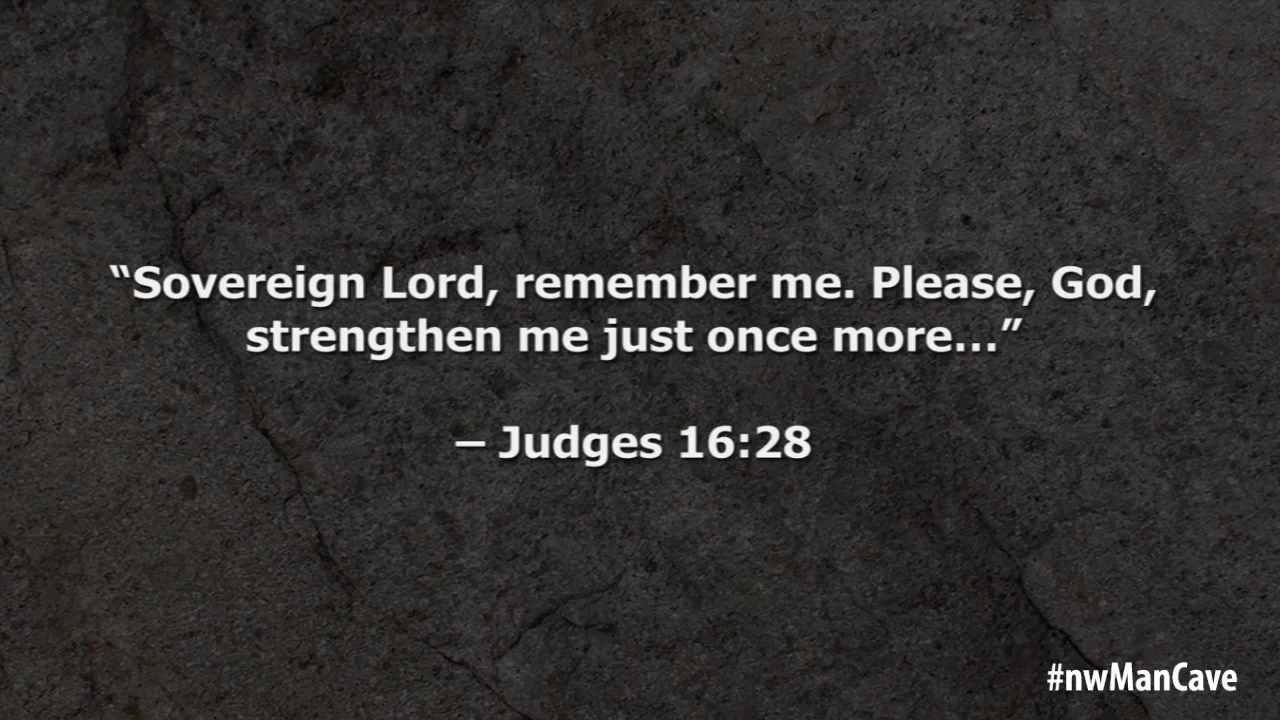 “Sovereign Lord, remember me. Please, God,
strengthen me just once more…”
– Judges 16:28
#nwManCave